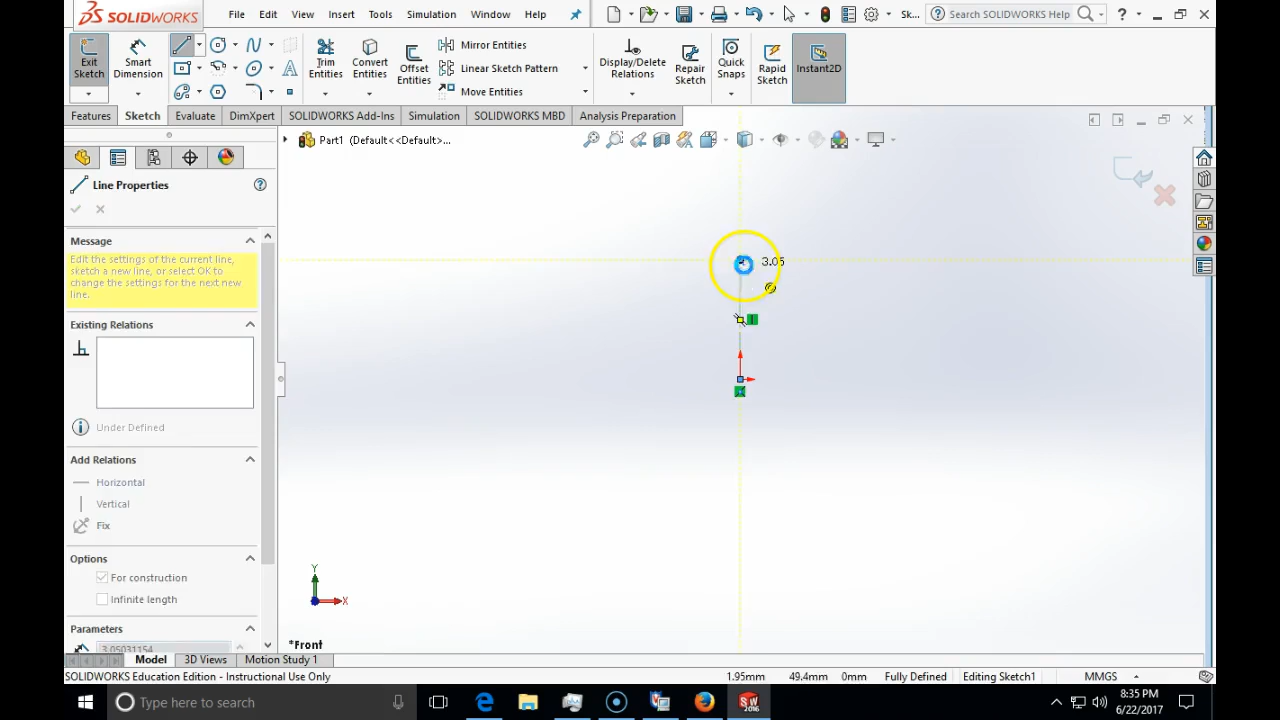 SOLIDWORKS File Edit View Insert Tools Simulation Window Help Sk... Search SOLIDWORKS Help ?
Exit Sketch
Smart Dimension
Trim Entities
Convert Entities
Offset Entities
Mirror Entities
Linear Sketch Pattern
Move Entities
Display/Delete Relations
Repair Sketch
Quick Snaps
Rapid Sketch
Instant2D
Features Sketch Evaluate DimXpert SOLIDWORKS Add-Ins Simulation SOLIDWORKS MBD Analysis Preparation
Part1 (Default<<Default>...
Line Properties
Message
Edit the settings of the current line,
sketch a new line, or select OK to
change the settings for the next new
line.
Existing Relations
Under Defined
Add Relations
Horizontal
Vertical
Fix
Options
For construction
Infinite length
Parameters
3.05031154
3.05
Y
X
*Front
Model 3D Views Motion Study 1
SOLIDWORKS Education Edition - Instructional Use Only 1.95mm 49.4mm 0mm Fully Defined Editing Sketch1 MMGS
Type here to search
SW
2016
8:35 PM
6/22/2017